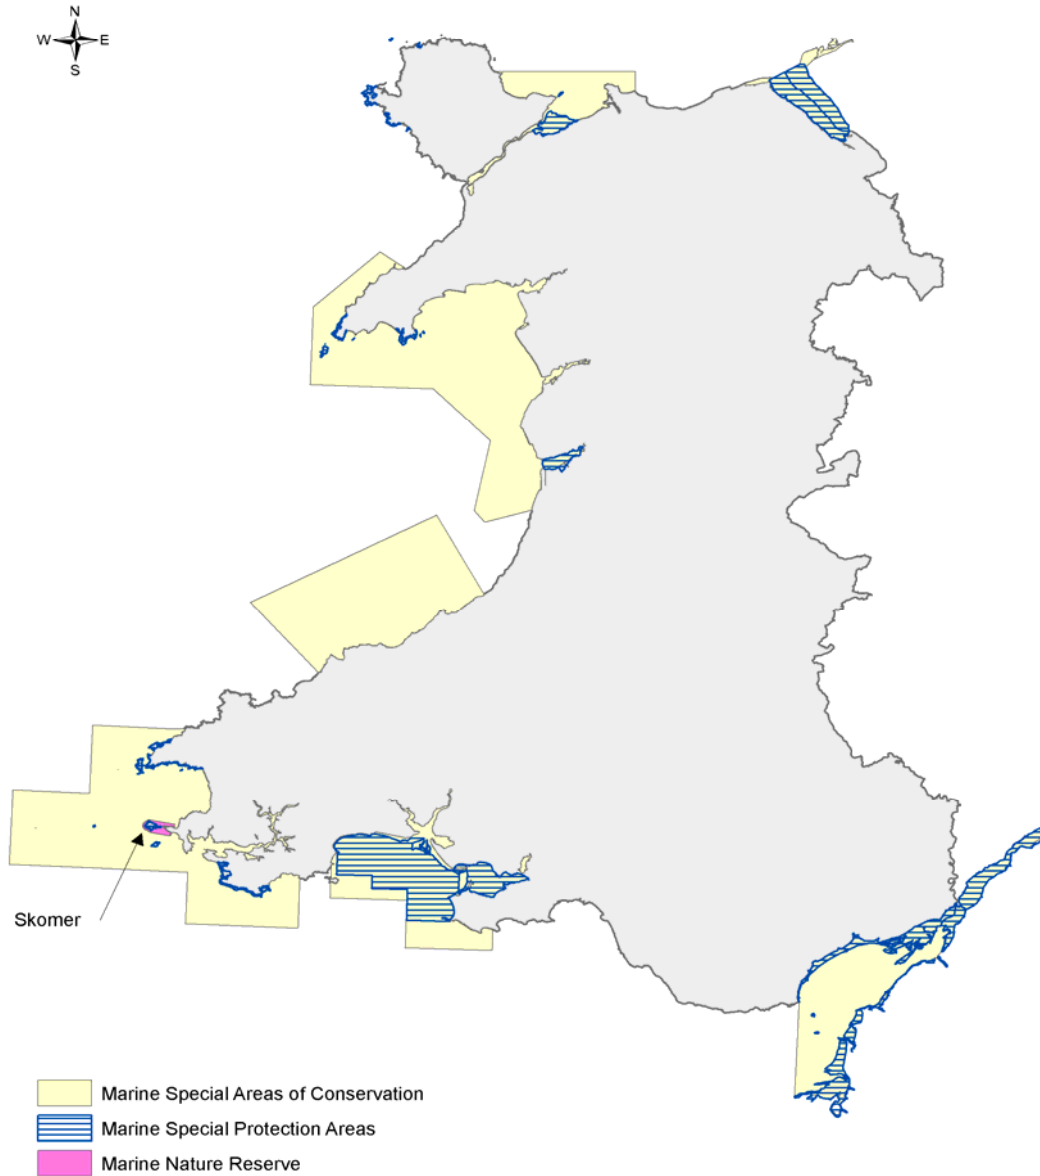 N
W E
S
Skomer
Marine Special Areas of Conservation
Marine Special Protection Areas
Marine Nature Reserve